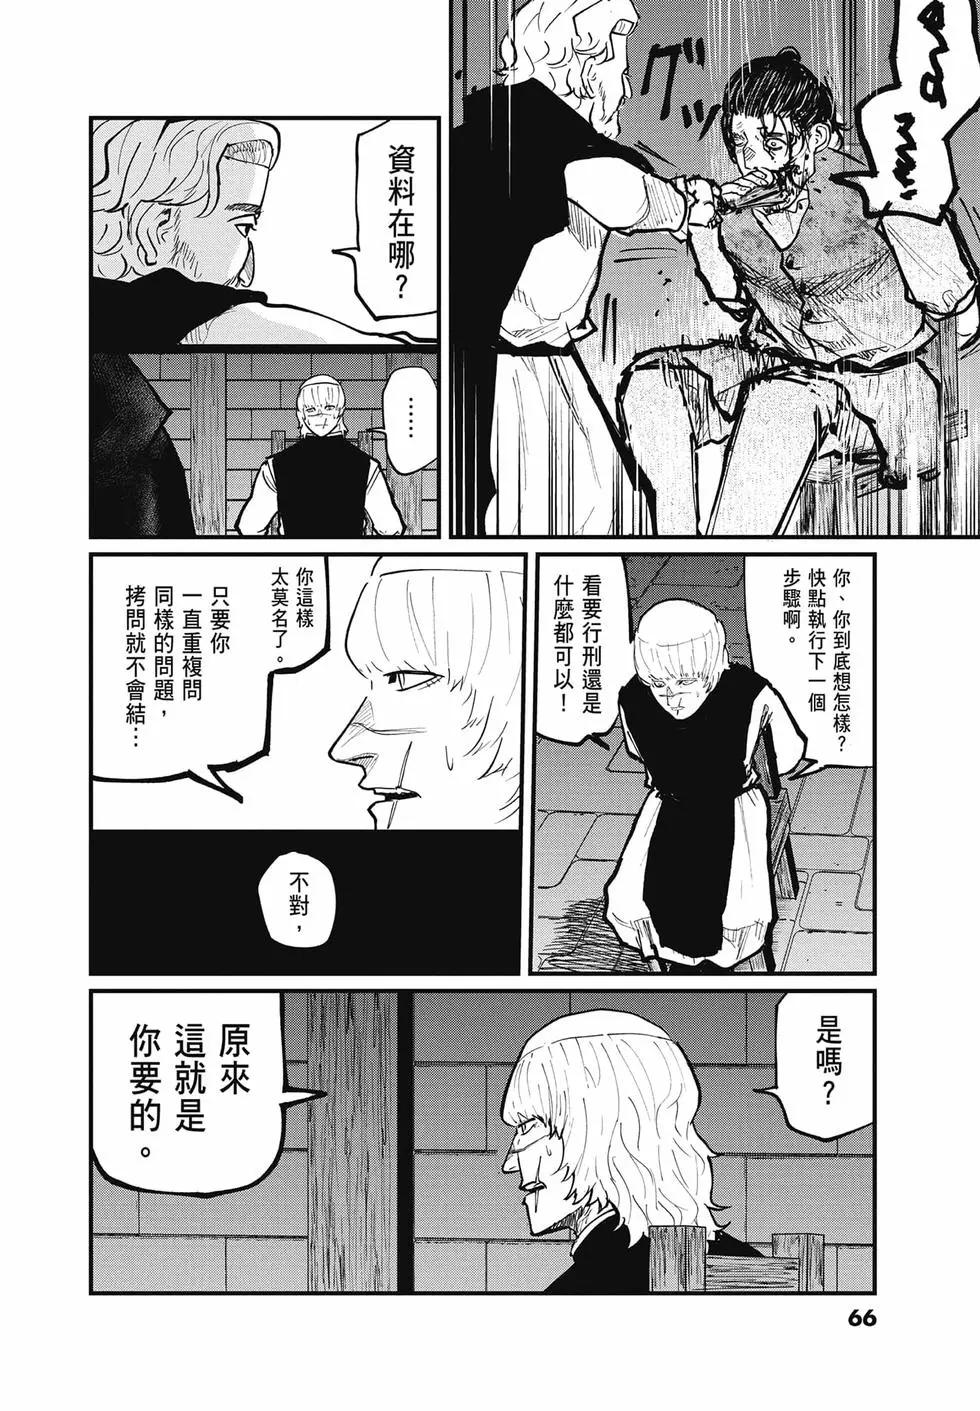 グッ
資料在哪?
……
你、你到底想怎樣?
快點執行下一個
步驟啊。
看要行刑還是
什麼都可以!
你這樣
太莫名了。
只要你
一直重複問
同樣的問題,
拷問就不會結…
不對,
是嗎?
原來
這就是
你要的。
66